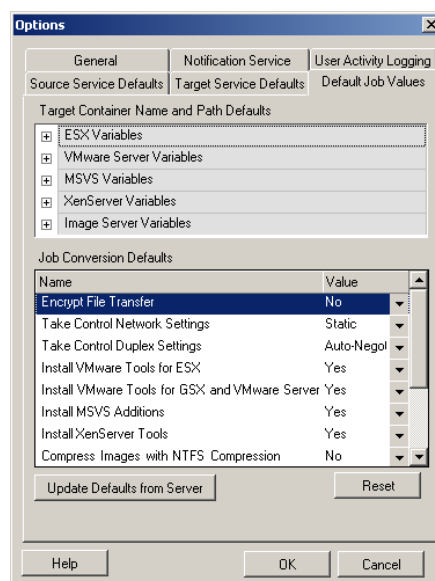 Options
General Notification Service User Activity Logging
Source Service Defaults Target Service Defaults Default Job Values
Target Container Name and Path Defaults
ESX Variables
VMware Server Variables
MSVS Variables
XenServer Variables
Image Server Variables
Job Conversion Defaults
Name Value
Encrypt File Transfer No
Take Control Network Settings Static
Take Control Duplex Settings Auto-Negol
Install VMware Tools for ESX Yes
Install VMware Tools for GSX and VMware Server Yes
Install MSVS Additions Yes
Install XenServer Tools Yes
Compress Images with NTFS Compression No
Update Defaults from Server Reset
Help OK Cancel